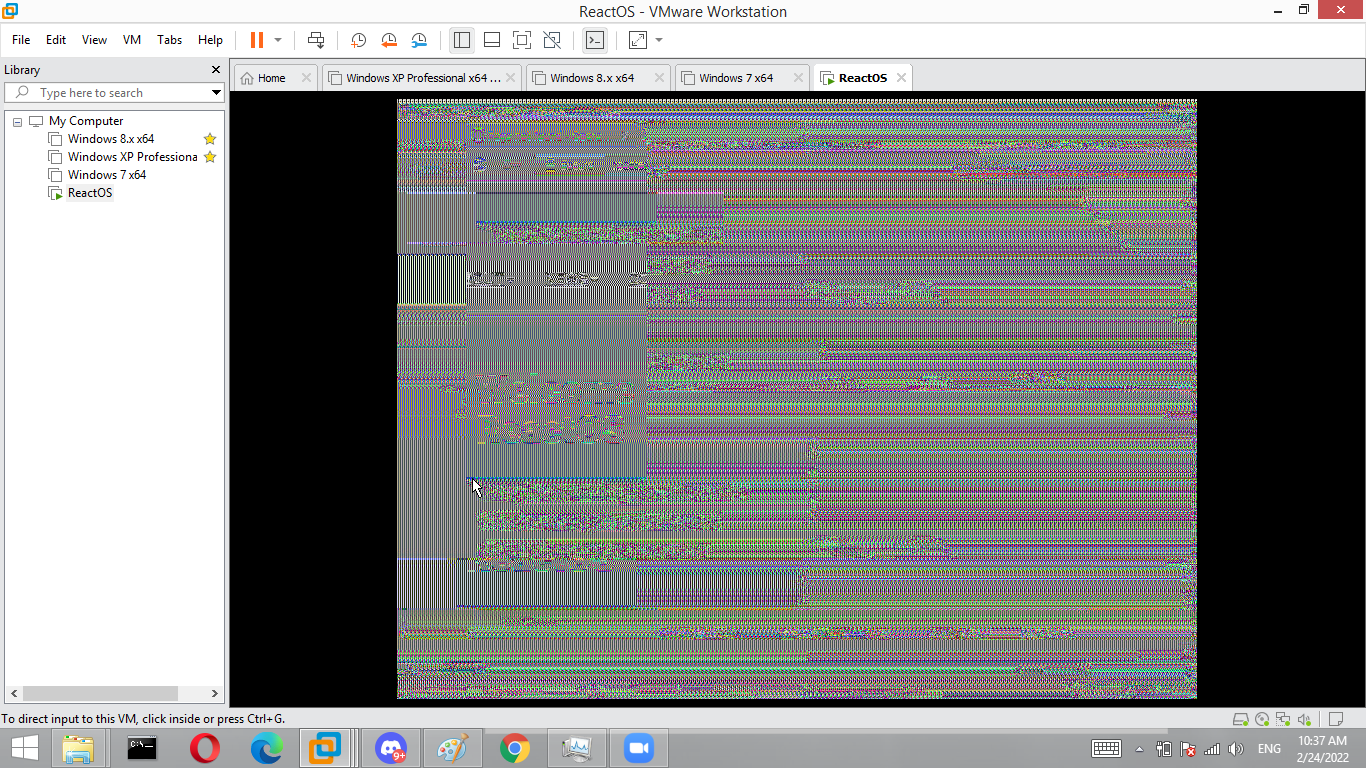 ReactOS - VMware Workstation
File Edit View VM Tabs Help
Library
Type here to search
My Computer
Windows 8.x x64
Windows XP Professiona
Windows 7 x64
ReactOS
Home
Windows XP Professional x64 ...
Windows 8.x x64
Windows 7 x64
ReactOS
To direct input to this VM, click inside or press Ctrl+G.
C:\_
9+
ENG
10:37 AM
2/24/2022